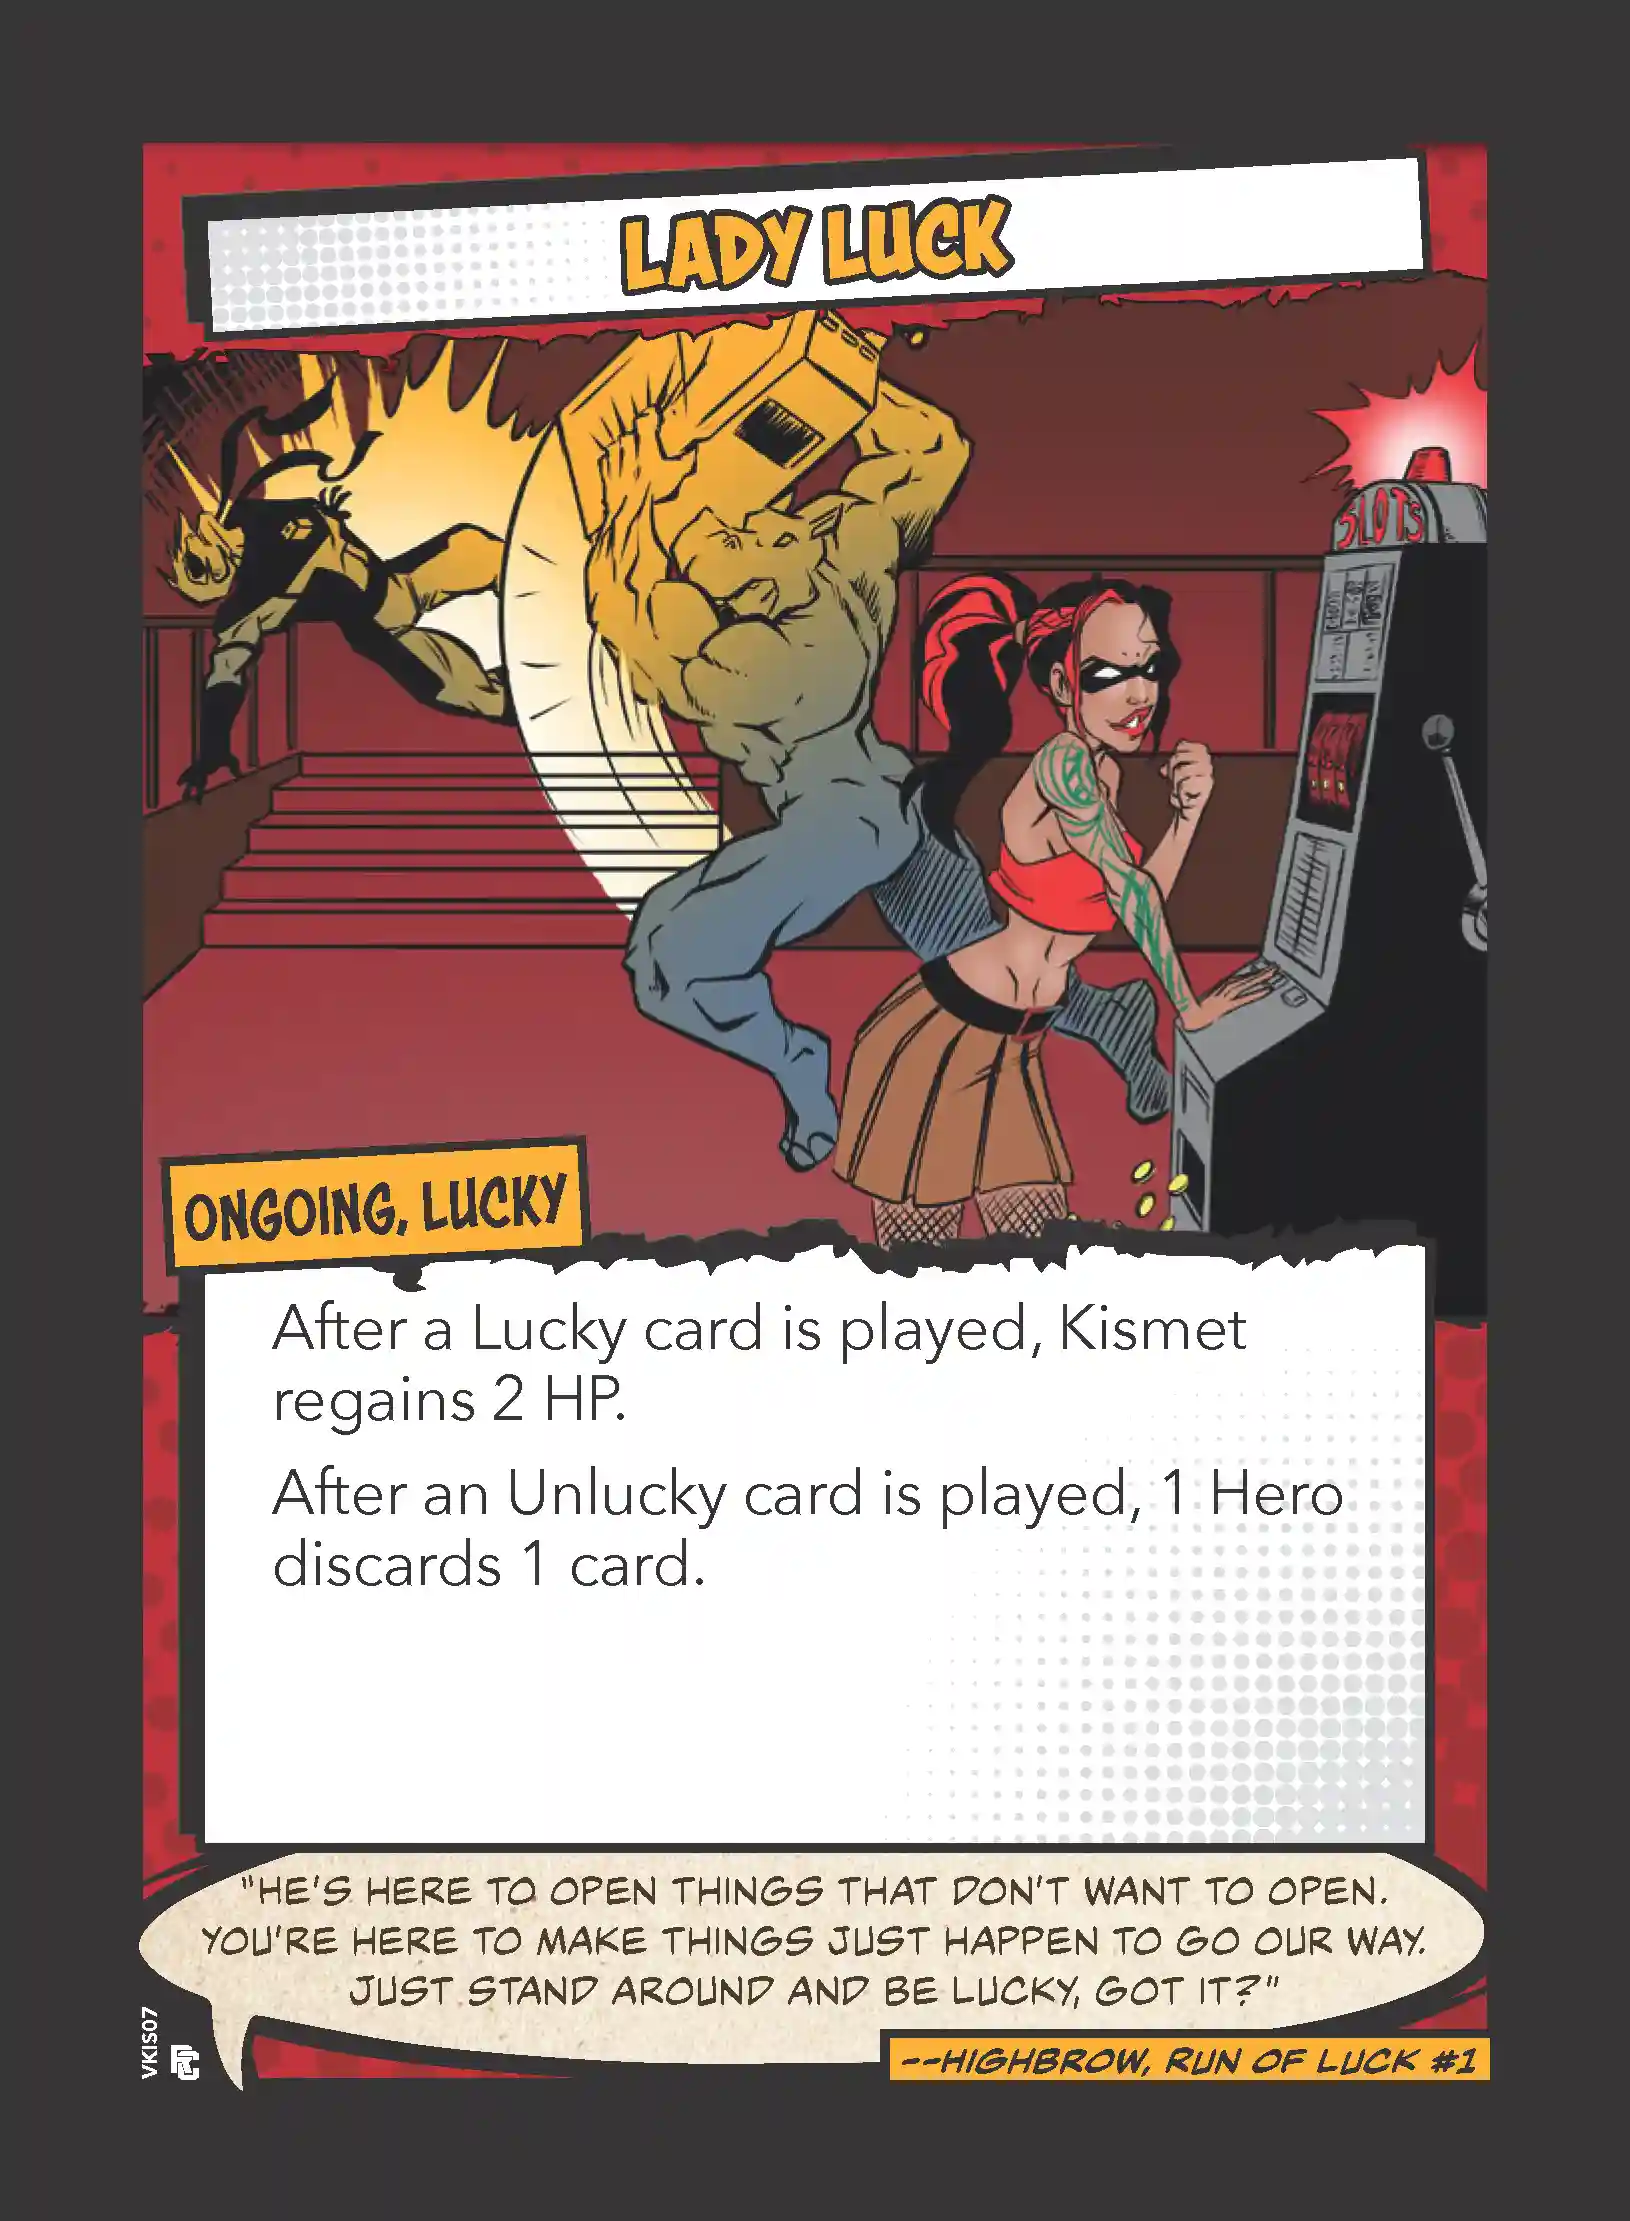 LADY LUCK
SLOTS
ONGOING, LUCKY
After a Lucky card is played, Kismet
regains 2 HP.
After an Unlucky card is played, 1 Hero
discards 1 card.
"HE'S HERE TO OPEN THINGS THAT DON'T WANT TO OPEN.
YOU'RE HERE TO MAKE THINGS JUST HAPPEN TO GO OUR WAY.
JUST STAND AROUND AND BE LUCKY, GOT IT?"
--HIGHBROW, RUN OF LUCK #1
VKIS07